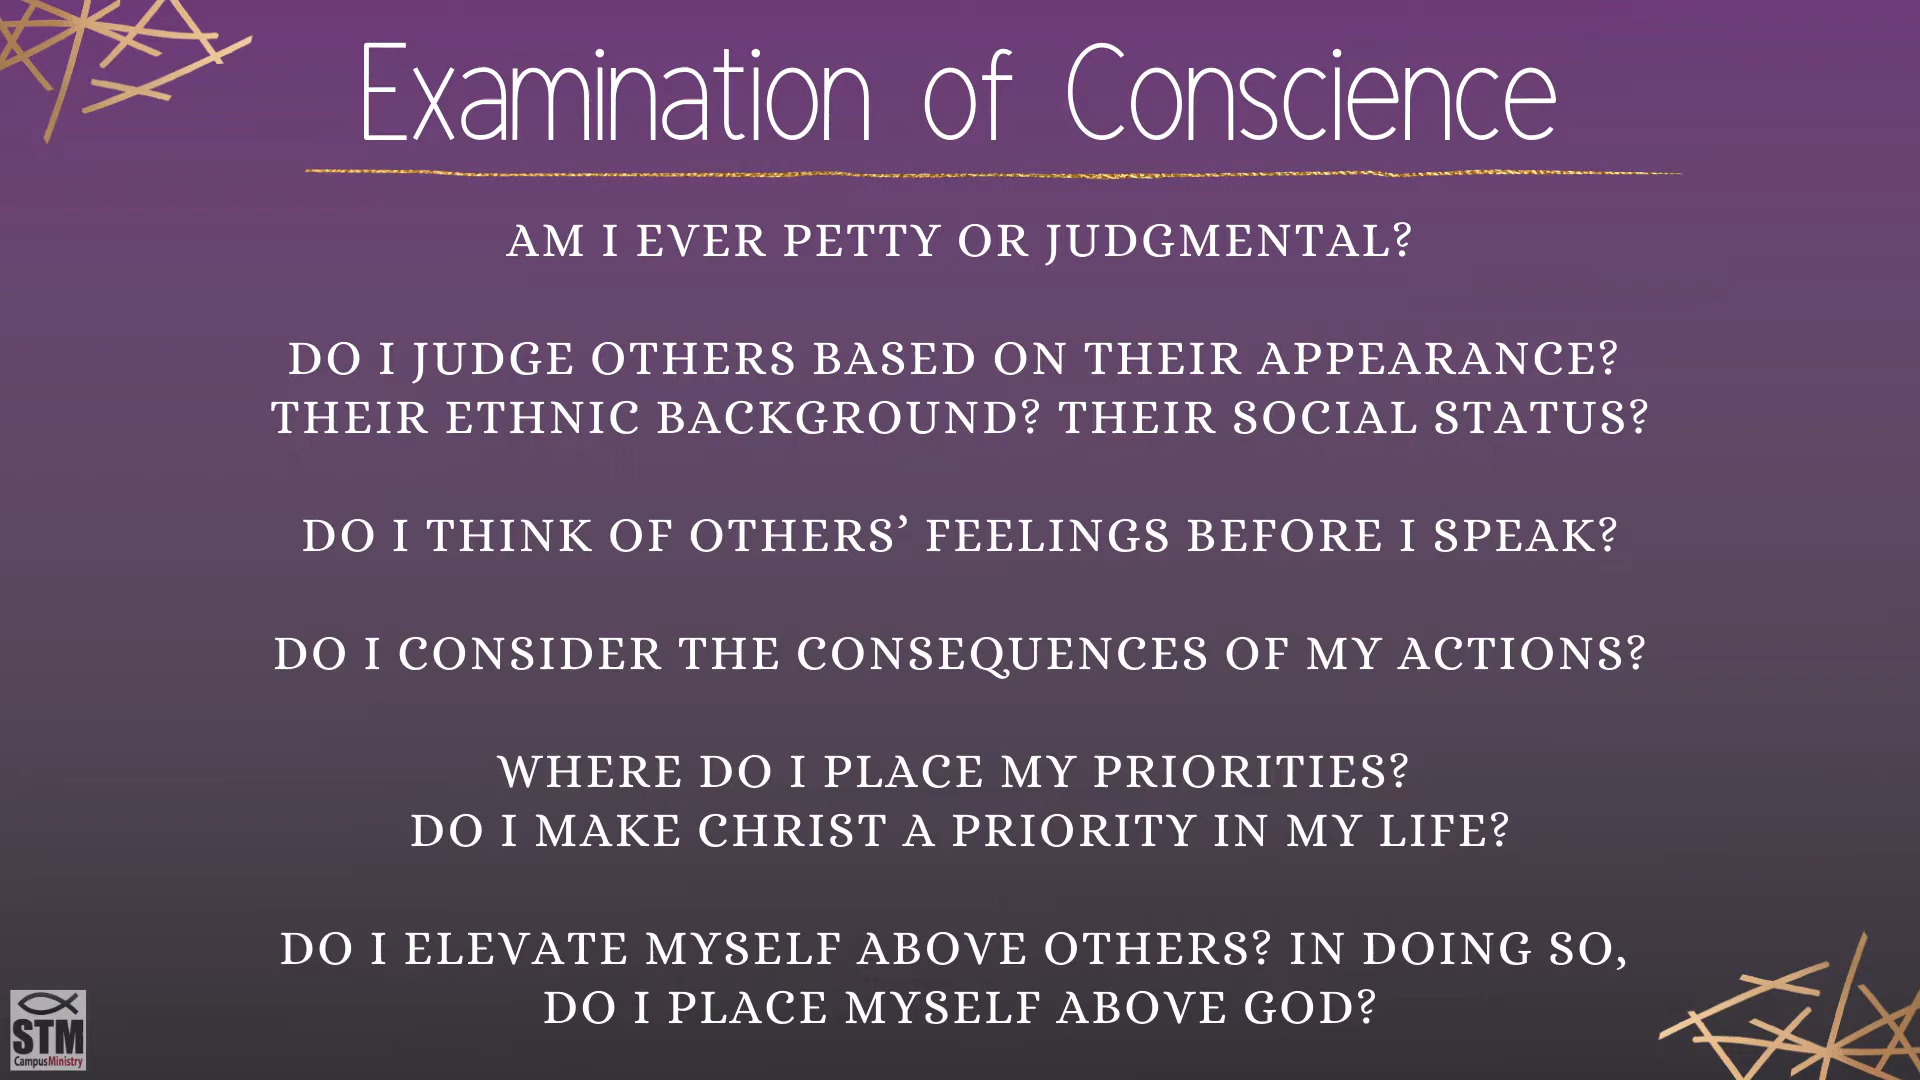 Examination of Conscience
AM I EVER PETTY OR JUDGMENTAL?
DO I JUDGE OTHERS BASED ON THEIR APPEARANCE?
THEIR ETHNIC BACKGROUND? THEIR SOCIAL STATUS?
DO I THINK OF OTHERS’ FEELINGS BEFORE I SPEAK?
DO I CONSIDER THE CONSEQUENCES OF MY ACTIONS?
WHERE DO I PLACE MY PRIORITIES?
DO I MAKE CHRIST A PRIORITY IN MY LIFE?
DO I ELEVATE MYSELF ABOVE OTHERS? IN DOING SO,
DO I PLACE MYSELF ABOVE GOD?
STM
CampusMinistry